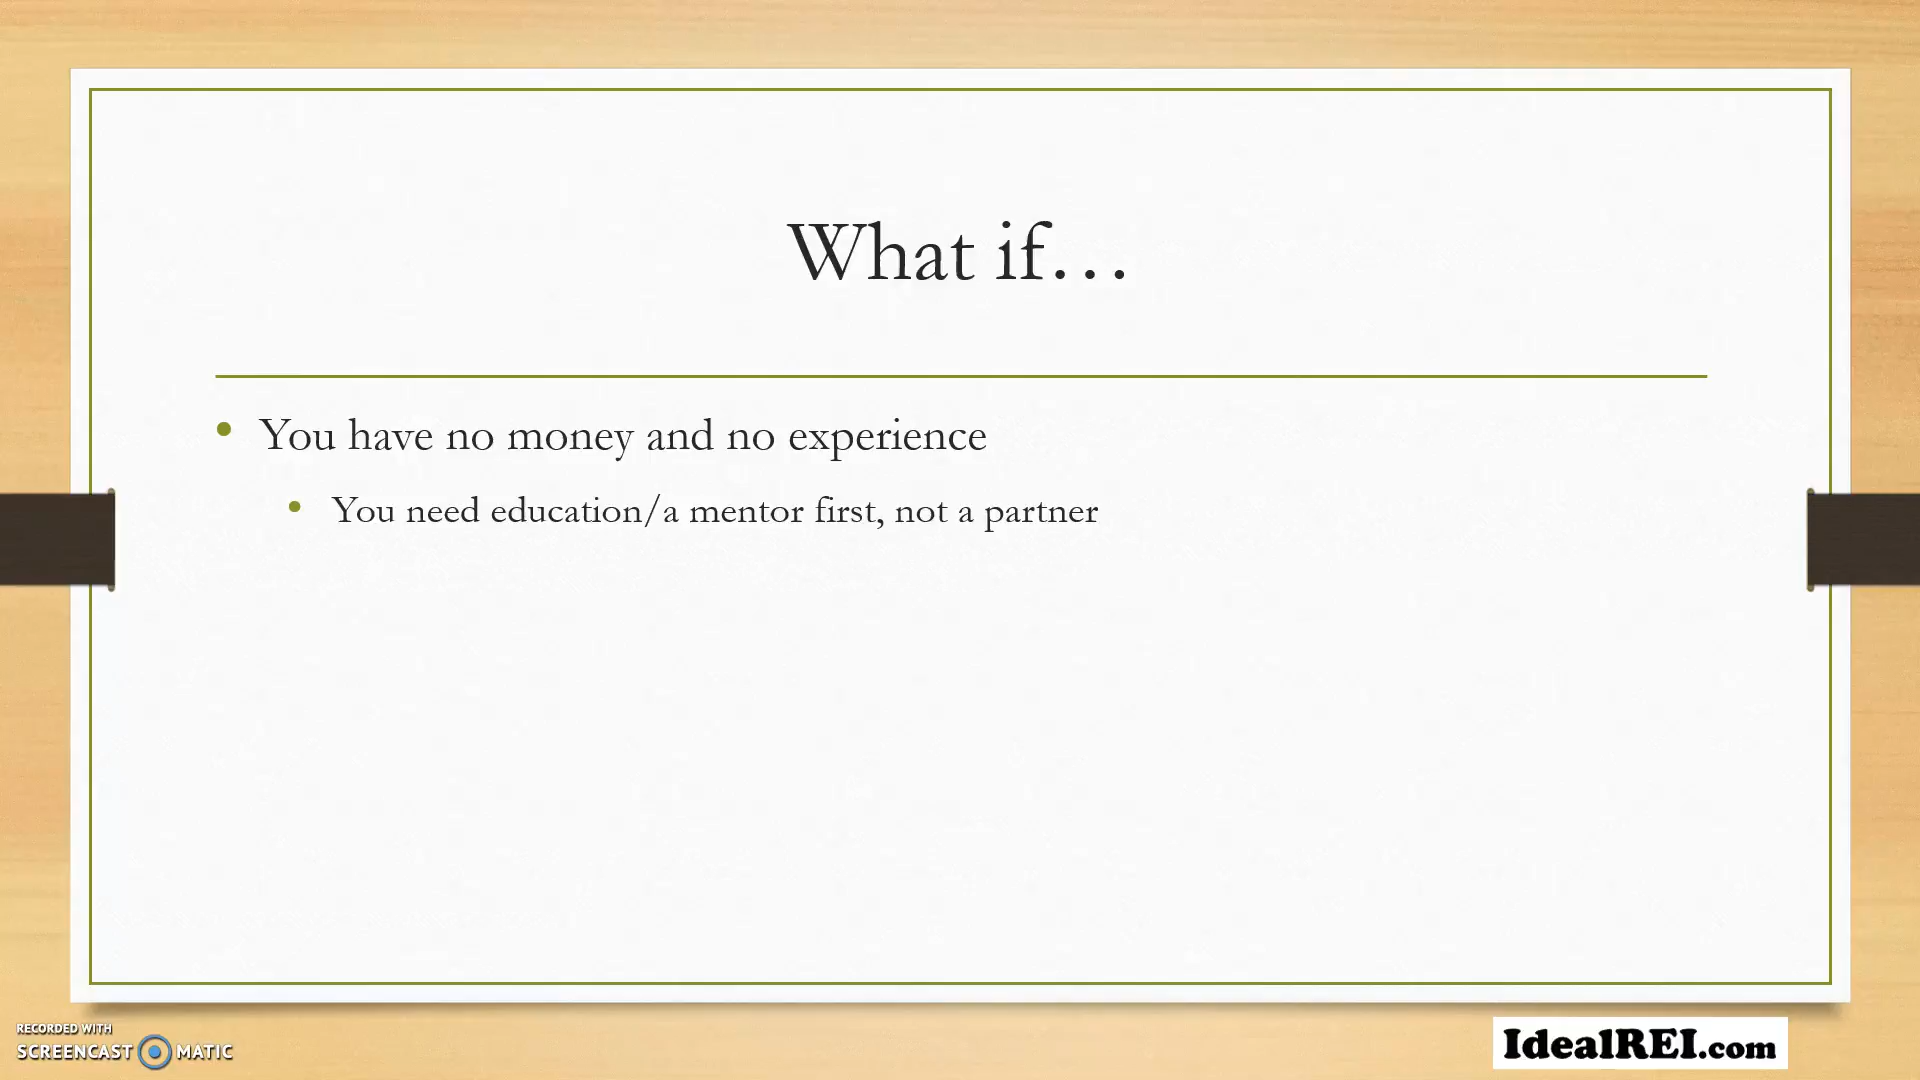 What if…
You have no money and no experience
You need education/a mentor first, not a partner
RECORDED WITH
SCREENCAST MATIC
IdealREI.com